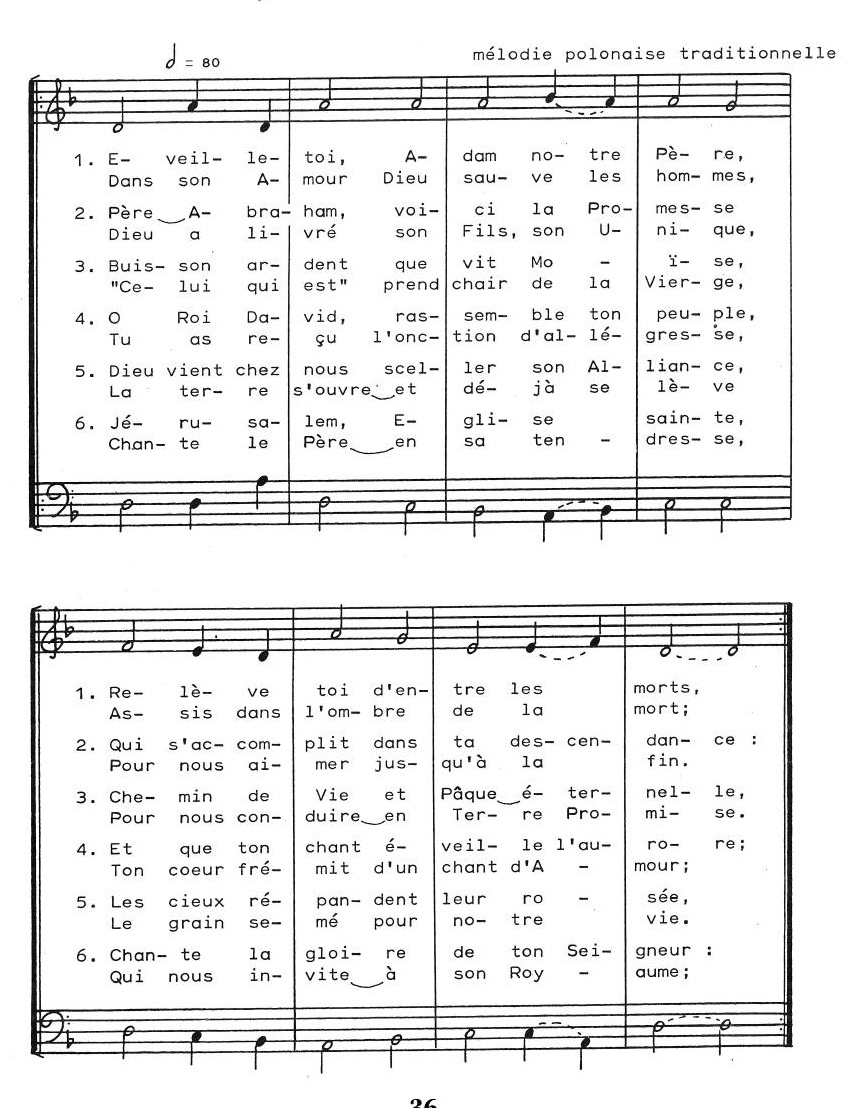 = 80
mélodie polonaise traditionnelle
1. E- veil- le- toi, A- dam no- tre Pè- re,
Dans son A- mour Dieu sau- ve les hom- mes,
2. Père A- bra- ham, voi- ci la Pro- mes- se
Dieu a li- vré son Fils, son U- ni- que,
3. Buis- son ar- dent que vit Mo - ï- se,
"Ce- lui qui est" prend chair de la Vier- ge,
4. O Roi Da- vid, ras- sem- ble ton peu- ple,
Tu as re- çu l'onc- tion d'al- lé- gres- se,
5. Dieu vient chez nous scel- ler son Al- lian- ce,
La ter- re s'ouvre et dé- jà se lè- ve
6. Jé- ru- sa- lem, E- gli- se sain- te,
Chan- te le Père en sa ten - dres- se,
1. Re- lè- ve toi d'en- tre les morts,
As- sis dans l'om- bre de la mort;
2. Qui s'ac- com- plit dans ta des- cen- dan- ce :
Pour nous ai- mer jus- qu'à la fin.
3. Che- min de Vie et Pâque é- ter- nel- le,
Pour nous con- duire en Ter- re Pro- mi- se.
4. Et que ton chant é- veil- le l'au- ro- re;
Ton coeur fré- mit d'un chant d'A - mour;
5. Les cieux ré- pan- dent leur ro - sée,
Le grain se- mé pour no- tre vie.
6. Chan- te la gloi- re de ton Sei- gneur :
Qui nous in- vite à son Roy - aume;
36